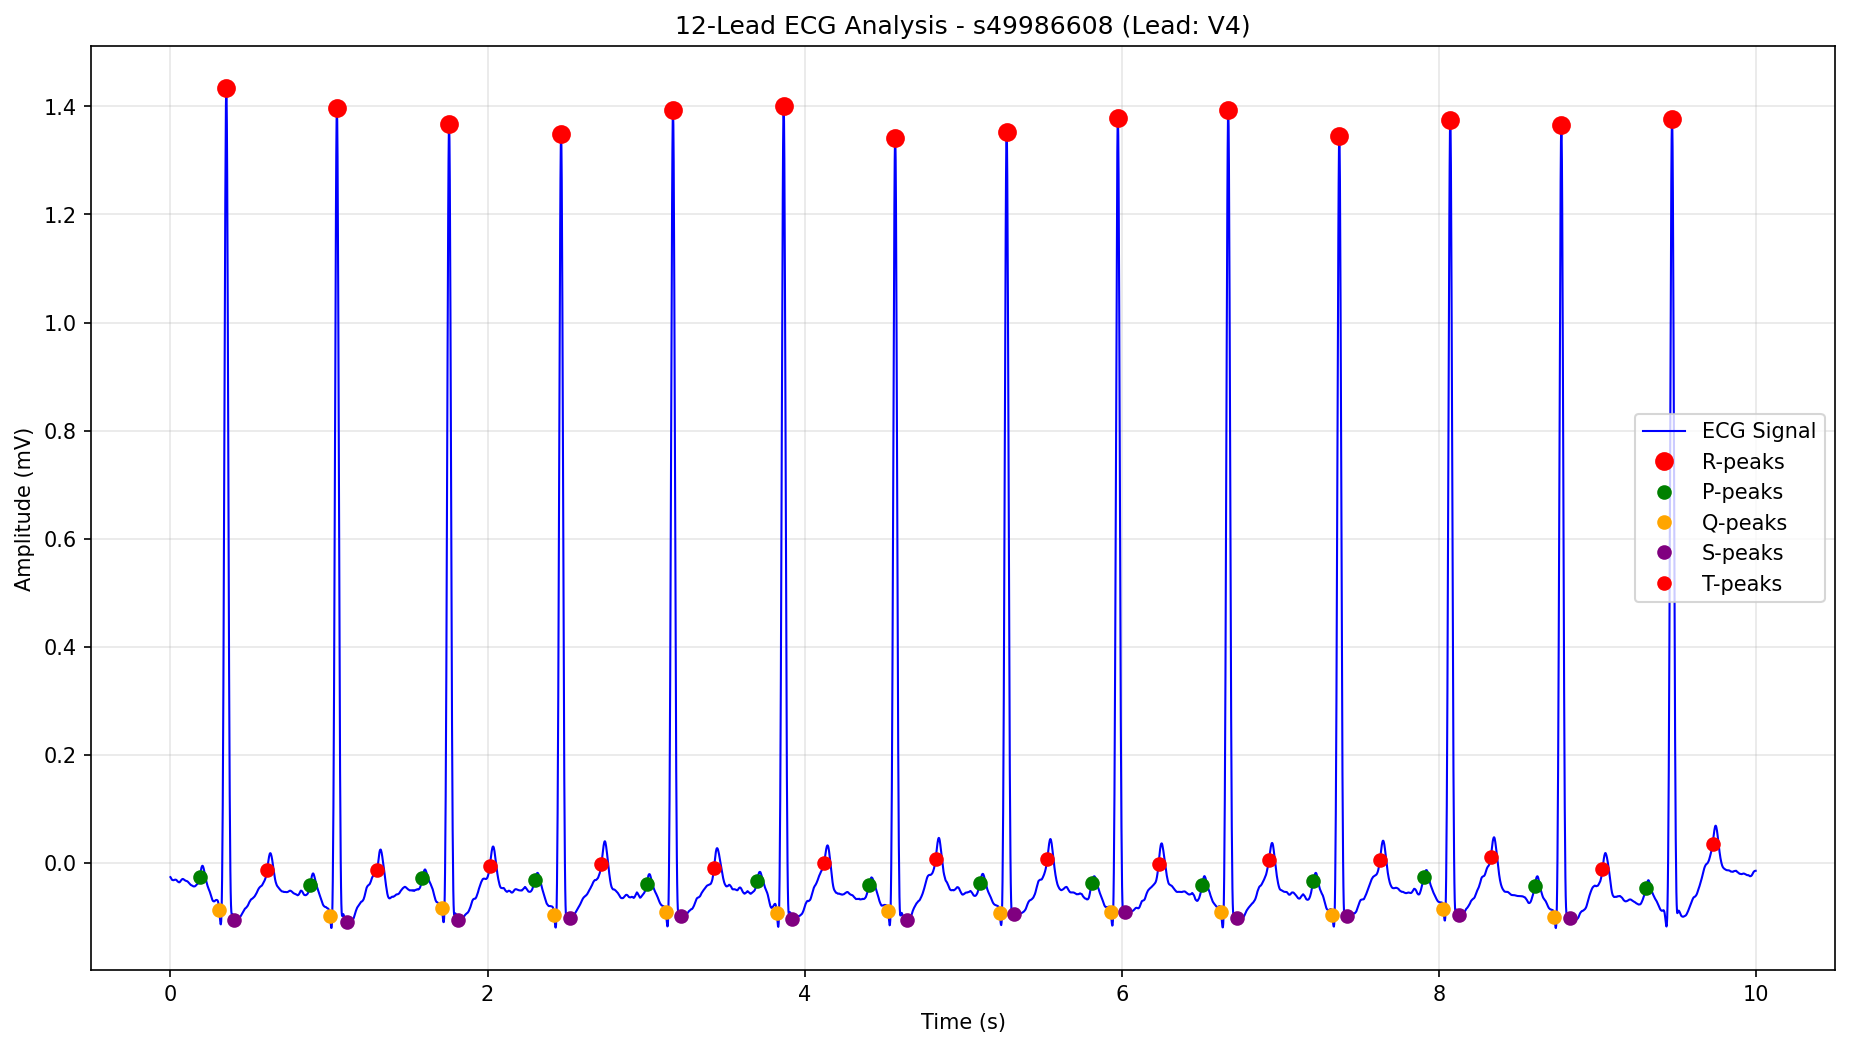 12-Lead ECG Analysis - s49986608 (Lead: V4)
Amplitude (mV)
1.4
1.2
1.0
0.8
0.6
0.4
0.2
0.0
ECG Signal
R-peaks
P-peaks
Q-peaks
S-peaks
T-peaks
0 2 4 6 8 10
Time (s)